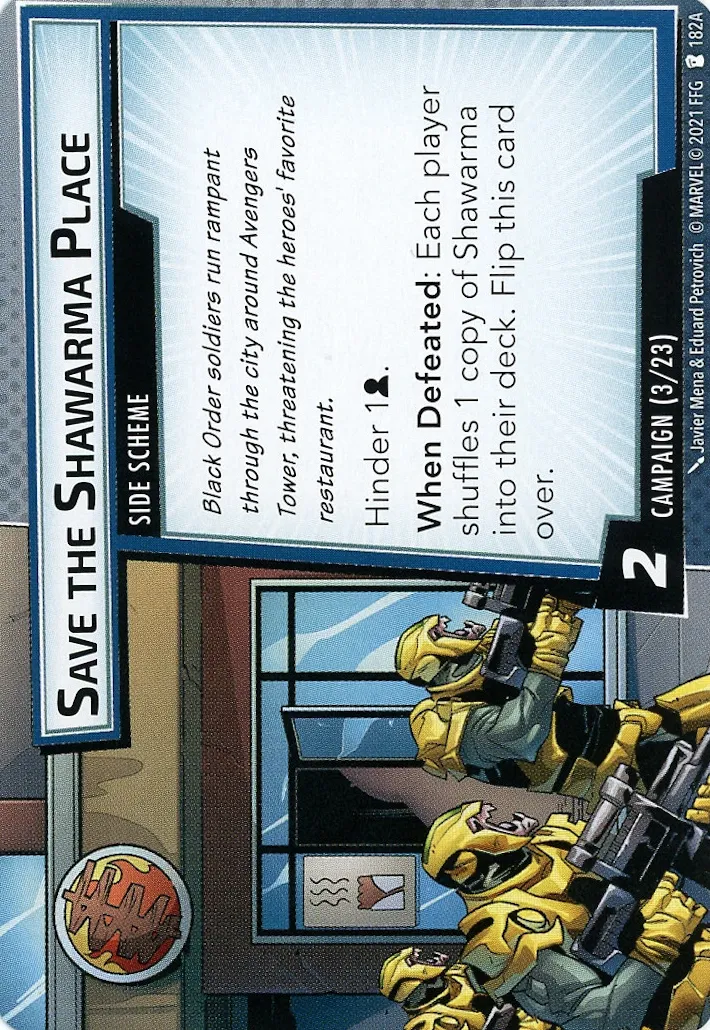 SAVE THE SHAWARMA PLACE
SIDE SCHEME
Black Order soldiers run rampant
through the city around Avengers
Tower, threatening the heroes' favorite
restaurant.
Hinder 1.
When Defeated: Each player
shuffles 1 copy of Shawarma
into their deck. Flip this card
over.
2
CAMPAIGN (3/23)
Javier Mena & Eduard Petrovich © MARVEL © 2021 FFG 182A